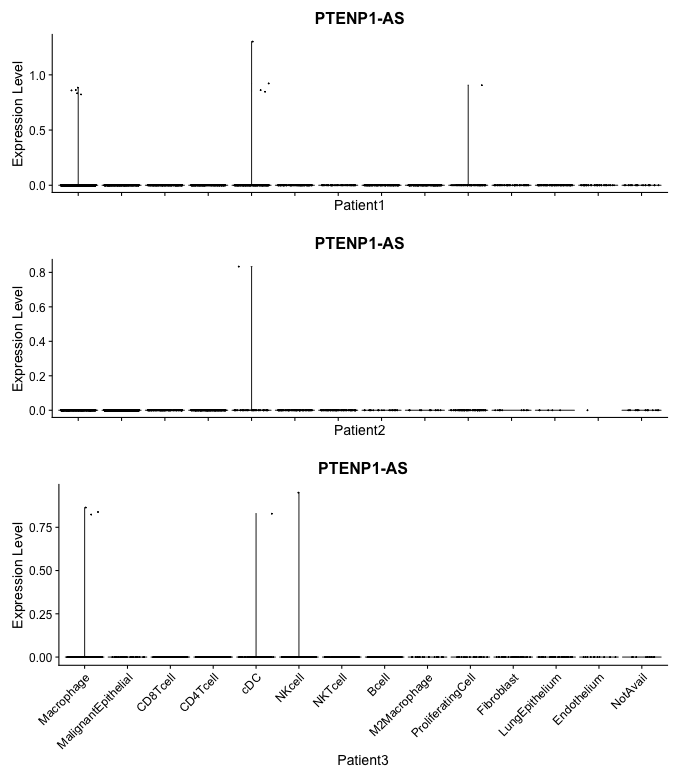 PTENP1-AS
Expression Level
1.0
0.5
0.0
Patient1
PTENP1-AS
Expression Level
0.8
0.6
0.4
0.2
0.0
Patient2
PTENP1-AS
Expression Level
0.75
0.50
0.25
0.00
Macrophage
MalignantEpithelial
CD8Tcell
CD4Tcell
cDC
NKcell
NKTcell
Bcell
M2Macrophage
ProliferatingCell
Fibroblast
LungEpithelium
Endothelium
NotAvail
Patient3